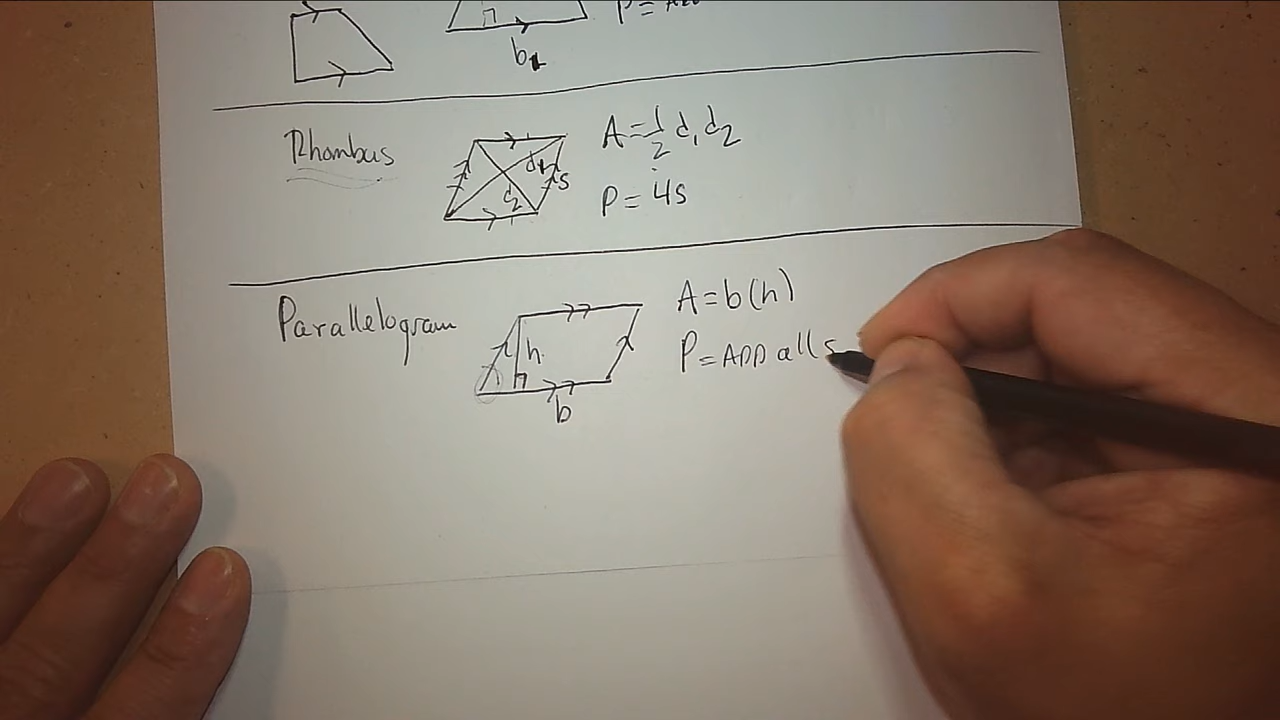 P =
b1
Rhombus
A = 1/2 d1 d2
d1
s
d2
P = 4s
Parallelogram
A = b(h)
h
P = ADD all s
b